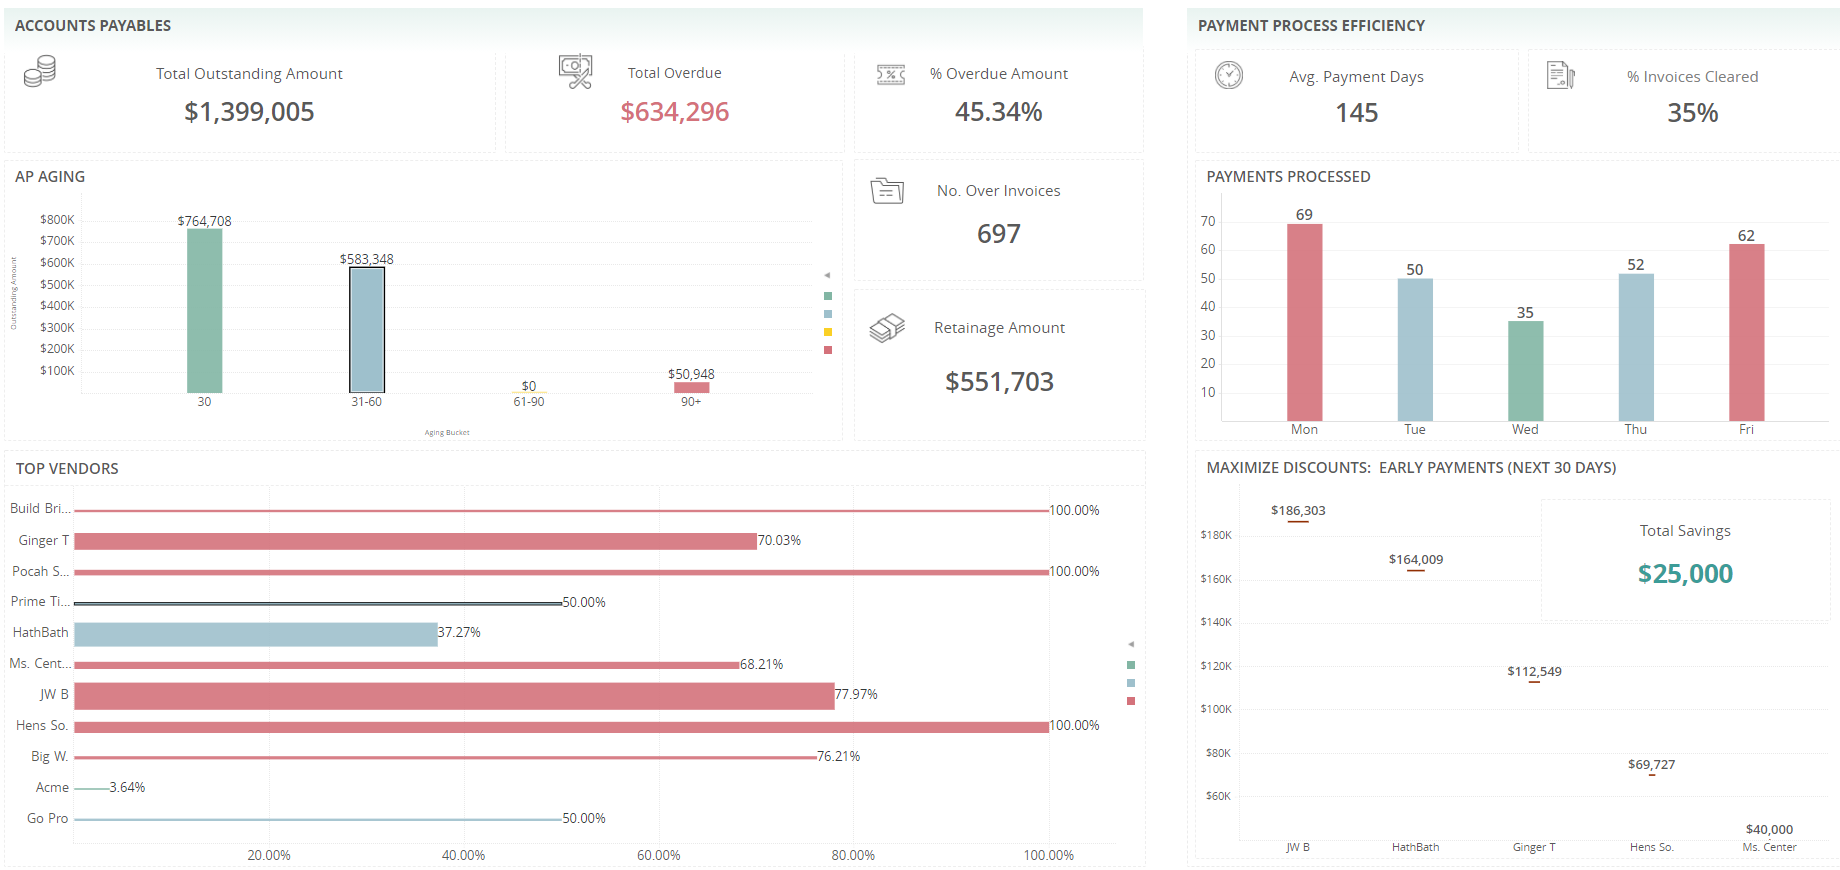 ACCOUNTS PAYABLES
Total Outstanding Amount
$1,399,005
Total Overdue
$634,296
% Overdue Amount
45.34%
AP AGING
Outstanding Amount
$800K
$700K
$600K
$500K
$400K
$300K
$200K
$100K
$764,708
$583,348
$0
$50,948
30
31-60
61-90
90+
Aging Bucket
No. Over Invoices
697
Retainage Amount
$551,703
TOP VENDORS
Build Bri... 100.00%
Ginger T 70.03%
Pocah S... 100.00%
Prime Ti... 50.00%
HathBath 37.27%
Ms. Cent... 68.21%
JW B 77.97%
Hens So. 100.00%
Big W. 76.21%
Acme 3.64%
Go Pro 50.00%
20.00% 40.00% 60.00% 80.00% 100.00%
PAYMENT PROCESS EFFICIENCY
Avg. Payment Days
145
% Invoices Cleared
35%
PAYMENTS PROCESSED
70
60
50
40
30
20
10
69
50
35
52
62
Mon Tue Wed Thu Fri
MAXIMIZE DISCOUNTS: EARLY PAYMENTS (NEXT 30 DAYS)
$180K
$160K
$140K
$120K
$100K
$80K
$60K
$186,303
$164,009
$112,549
$69,727
$40,000
Total Savings
$25,000
JW B HathBath Ginger T Hens So. Ms. Center